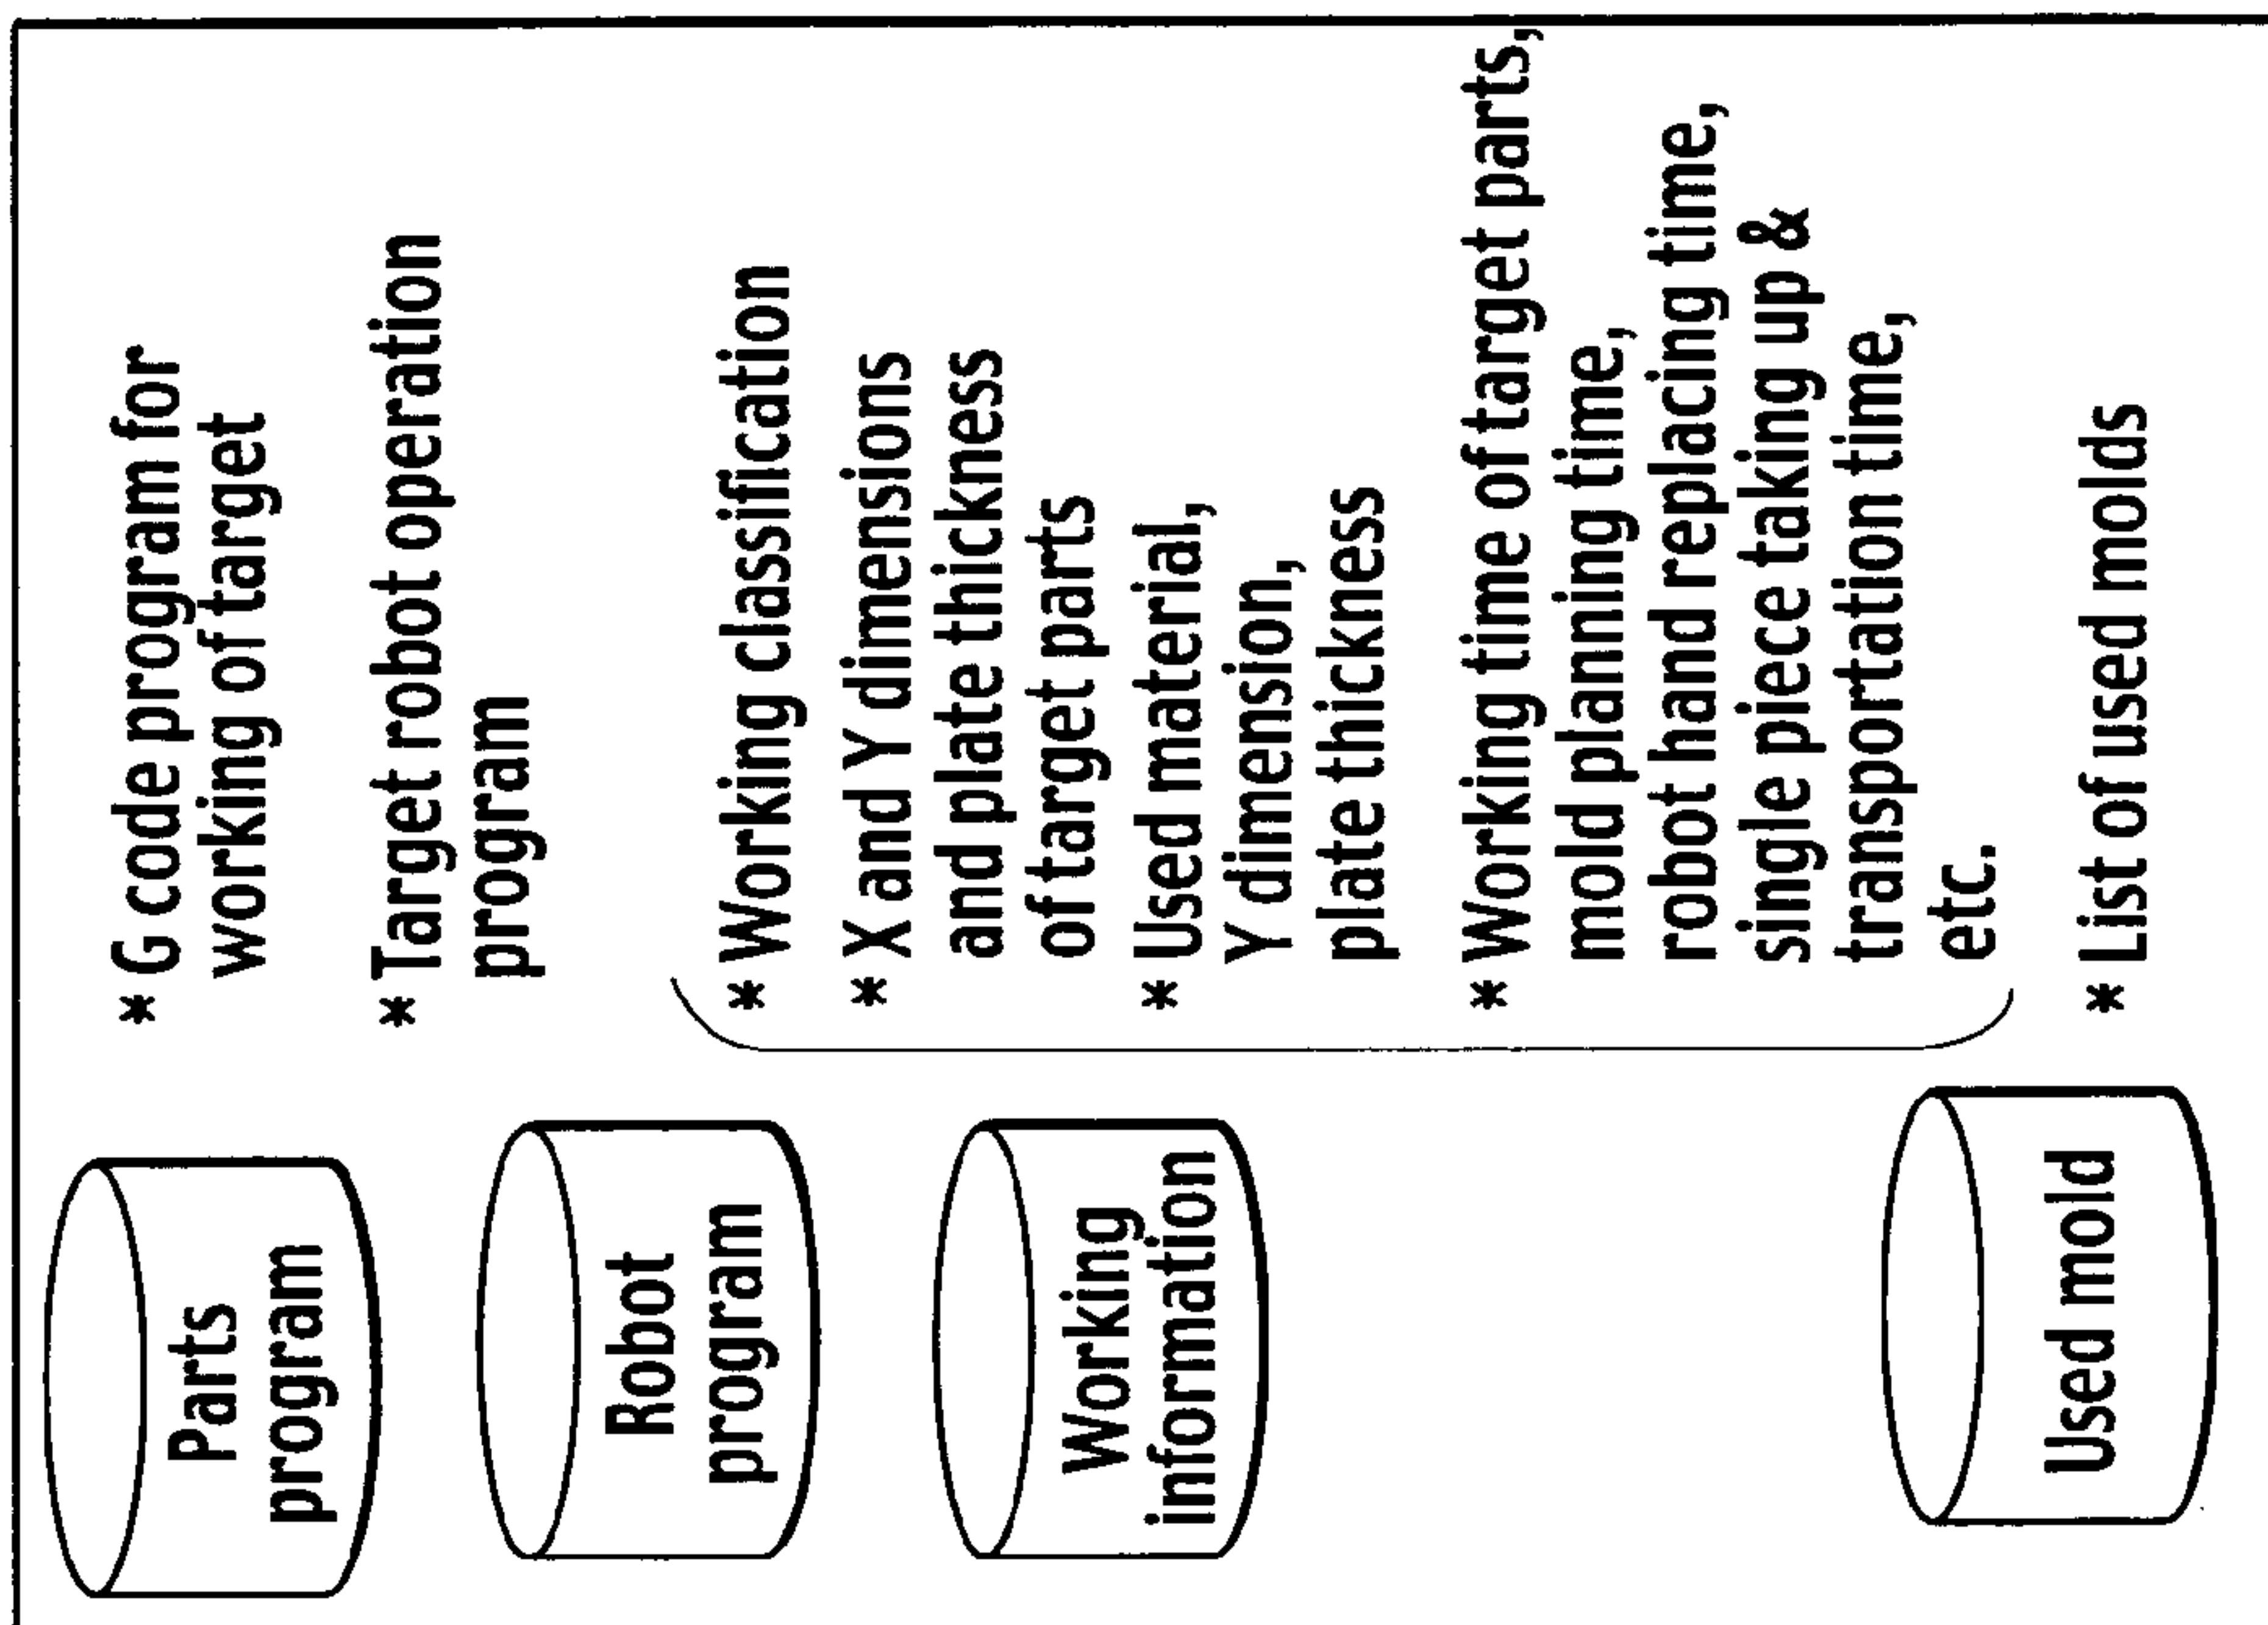 Parts
program
* G code program for
working of target
Robot
program
* Target robot operation
program
Working
information
* Working classification
* X and Y dimensions
and plate thickness
of target parts
* Used material,
Y dimension,
plate thickness
* Working time of target parts,
mold planning time,
robot hand replacing time,
single piece taking up &
transportation time,
etc.
Used mold
* List of used molds